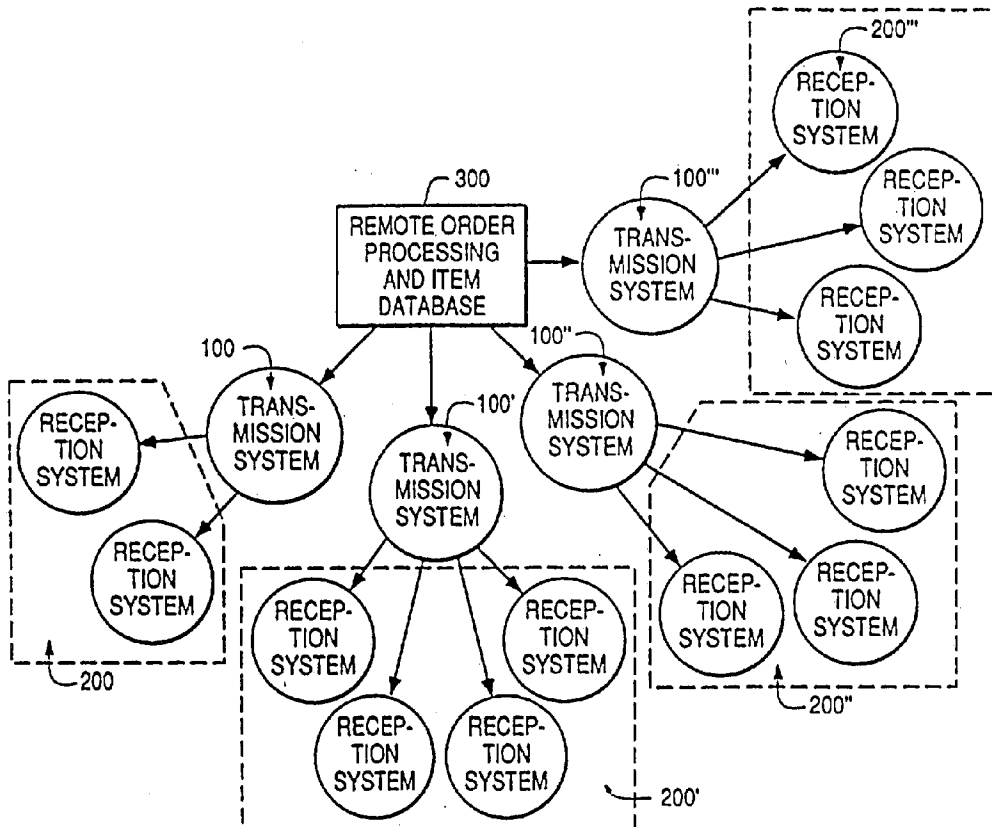 200'''
RECEP-
TION
SYSTEM
RECEP-
TION
SYSTEM
RECEP-
TION
SYSTEM
300
REMOTE ORDER
PROCESSING
AND ITEM
DATABASE
100'''
TRANS-
MISSION
SYSTEM
100
TRANS-
MISSION
SYSTEM
100'
TRANS-
MISSION
SYSTEM
100''
TRANS-
MISSION
SYSTEM
RECEP-
TION
SYSTEM
RECEP-
TION
SYSTEM
200
RECEP-
TION
SYSTEM
RECEP-
TION
SYSTEM
RECEP-
TION
SYSTEM
RECEP-
TION
SYSTEM
200'
RECEP-
TION
SYSTEM
RECEP-
TION
SYSTEM
RECEP-
TION
SYSTEM
200''